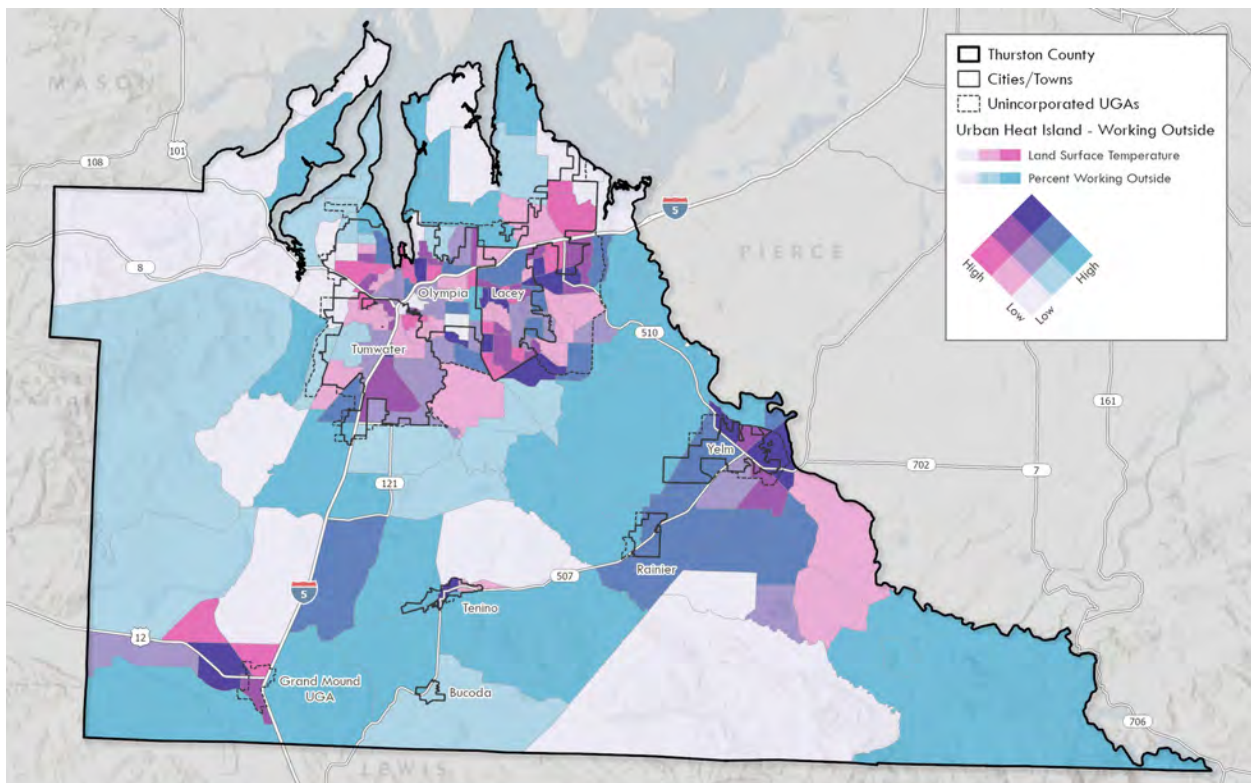 MASON
101
108
8
5
PIERCE
Olympia
Lacey
Tumwater
510
161
Yelm
702
7
121
Rainier
507
5
Tenino
12
Grand Mound
UGA
Bucoda
706
LEWIS
Thurston County
Cities/Towns
Unincorporated UGAs
Urban Heat Island - Working Outside
Land Surface Temperature
Percent Working Outside
High
High
Low
Low